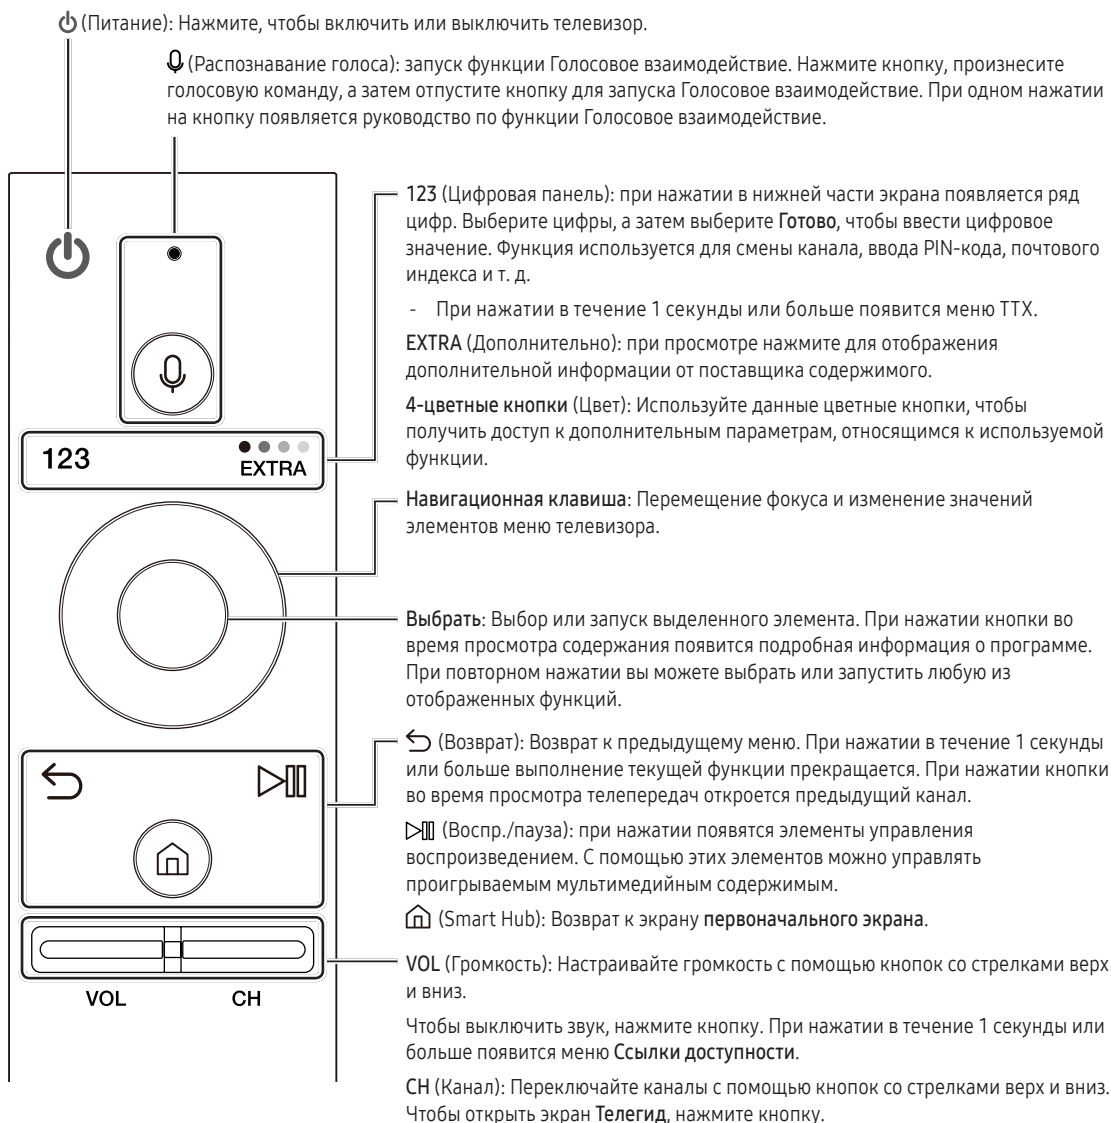 (Питание): Нажмите, чтобы включить или выключить телевизор.
(Распознавание голоса): запуск функции Голосовое взаимодействие. Нажмите кнопку, произнесите
голосовую команду, а затем отпустите кнопку для запуска Голосовое взаимодействие. При одном нажатии
на кнопку появляется руководство по функции Голосовое взаимодействие.
123 (Цифровая панель): при нажатии в нижней части экрана появляется ряд
цифр. Выберите цифры, а затем выберите Готово, чтобы ввести цифровое
значение. Функция используется для смены канала, ввода PIN-кода, почтового
индекса и т. д.
- При нажатии в течение 1 секунды или больше появится меню TTX.
EXTRA (Дополнительно): при просмотре нажмите для отображения
дополнительной информации от поставщика содержимого.
4-цветные кнопки (Цвет): Используйте данные цветные кнопки, чтобы
получить доступ к дополнительным параметрам, относящимся к используемой
функции.
123
EXTRA
Навигационная клавиша: Перемещение фокуса и изменение значений
элементов меню телевизора.
Выбрать: Выбор или запуск выделенного элемента. При нажатии кнопки во
время просмотра содержания появится подробная информация о программе.
При повторном нажатии вы можете выбрать или запустить любую из
отображенных функций.
(Возврат): Возврат к предыдущему меню. При нажатии в течение 1 секунды
или больше выполнение текущей функции прекращается. При нажатии кнопки
во время просмотра телепередач откроется предыдущий канал.
(Воспр./пауза): при нажатии появятся элементы управления
воспроизведением. С помощью этих элементов можно управлять
проигрываемым мультимедийным содержимым.
(Smart Hub): Возврат к экрану первоначального экрана.
VOL (Громкость): Настраивайте громкость с помощью кнопок со стрелками верх
и вниз.
Чтобы выключить звук, нажмите кнопку. При нажатии в течение 1 секунды или
больше появится меню Ссылки доступности.
CH (Канал): Переключайте каналы с помощью кнопок со стрелками верх и вниз.
Чтобы открыть экран Телегид, нажмите кнопку.
VOL
CH